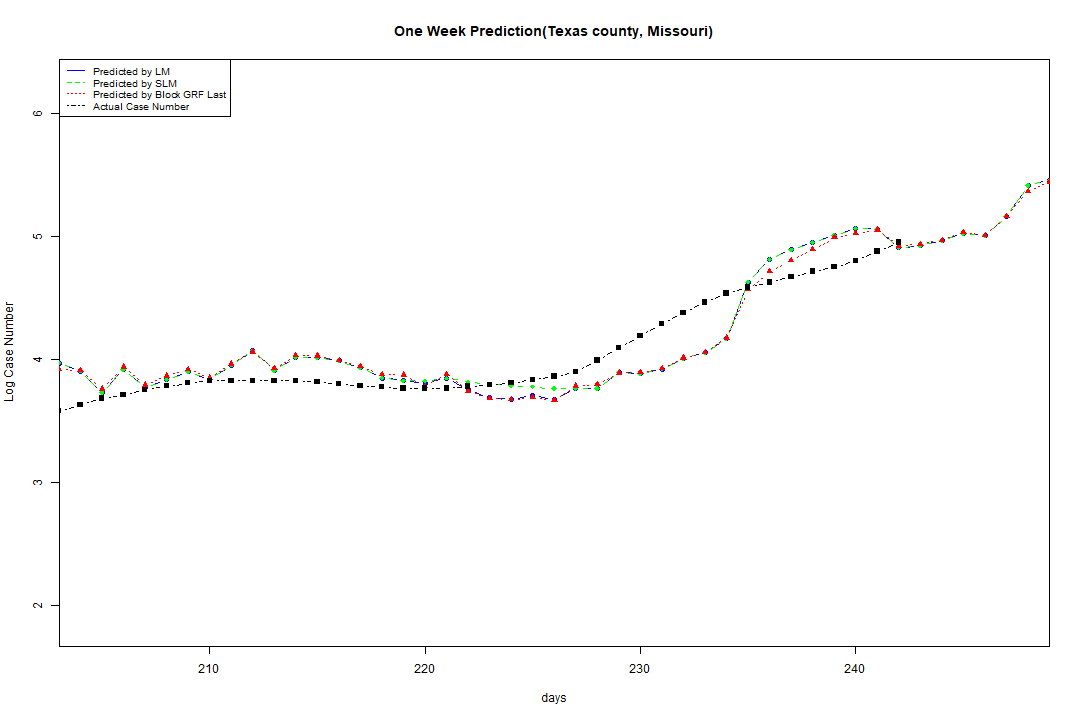 One Week Prediction(Texas county, Missouri)
Predicted by LM
Predicted by SLM
Predicted by Block GRF Last
Actual Case Number
6
5
4
3
2
Log Case Number
210 220 230 240
days